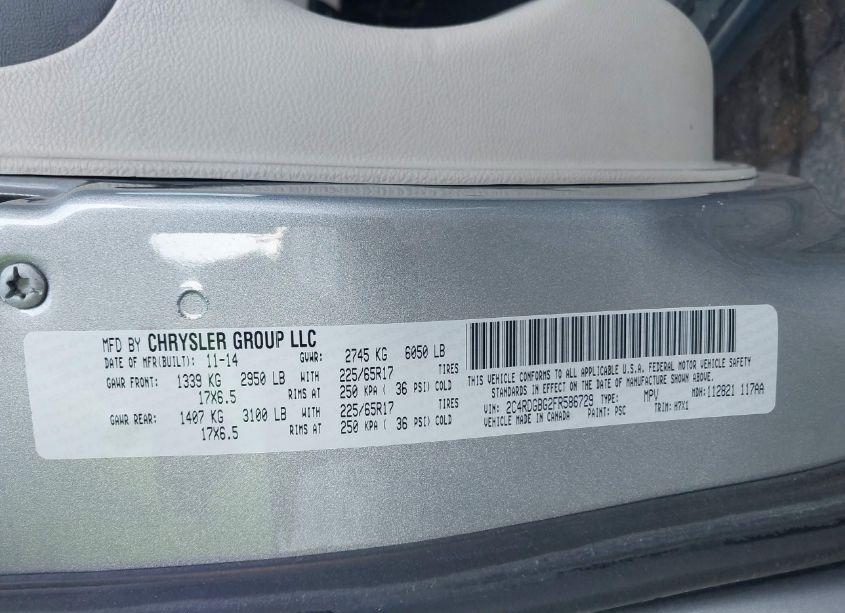 MFD BY CHRYSLER GROUP LLC
DATE OF MFR(BUILT): 11-14 GVWR: 2745 KG 6050 LB
GAWR FRONT: 1339 KG 2950 LB WITH 225/65R17 TIRES
17X6.5 RIMS AT 250 KPA ( 36 PSI) COLD
GAWR REAR: 1407 KG 3100 LB WITH 225/65R17 TIRES
17X6.5 RIMS AT 250 KPA ( 36 PSI) COLD
THIS VEHICLE CONFORMS TO ALL APPLICABLE U.S.A. FEDERAL MOTOR VEHICLE SAFETY
STANDARDS IN EFFECT ON THE DATE OF MANUFACTURE SHOWN ABOVE.
VIN: 2C4RDGBG2FR586729 TYPE: MPV MDH: 112821 117AA
VEHICLE MADE IN CANADA PAINT: PSC TRIM: H7X1